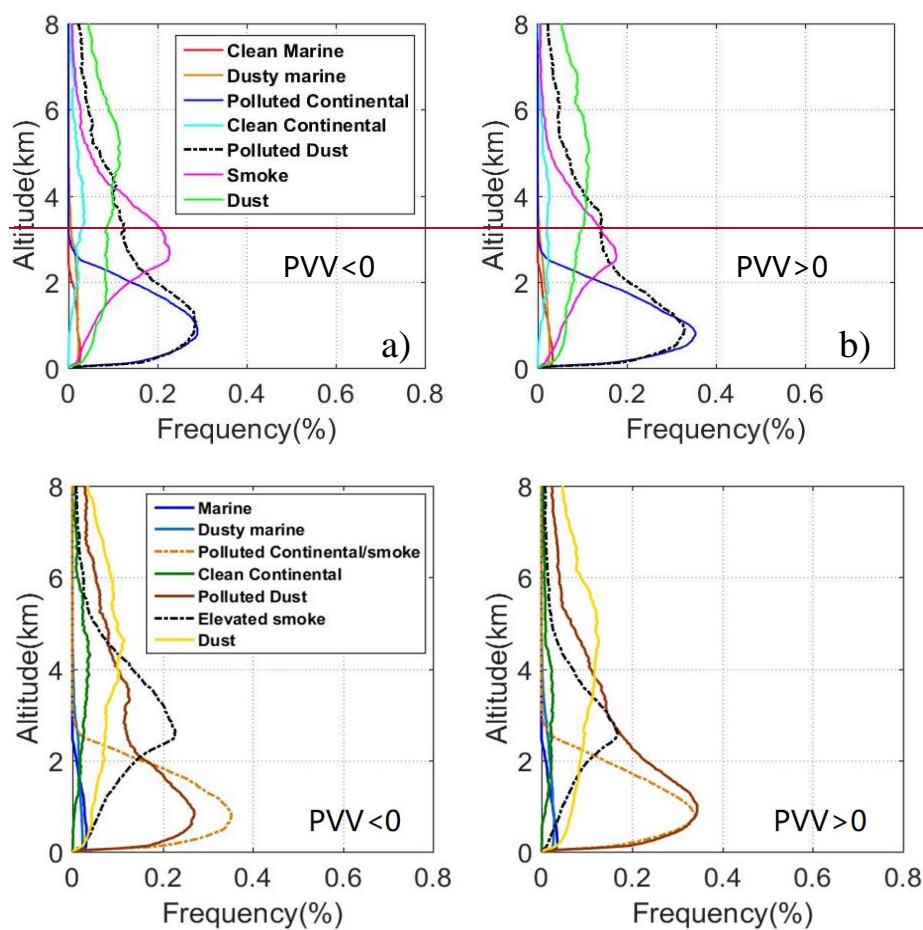 8
6
4
2
0
Altitude(km)
Clean Marine
Dusty marine
Polluted Continental
Clean Continental
Polluted Dust
Smoke
Dust
PVV<0
a)
0 0.2 0.4 0.6 0.8
Frequency(%)
8
6
4
2
0
Altitude(km)
PVV>0
b)
0 0.2 0.4 0.6 0.8
Frequency(%)
8
6
4
2
0
Altitude(km)
Marine
Dusty marine
Polluted Continental/smoke
Clean Continental
Polluted Dust
Elevated smoke
Dust
PVV<0
0 0.2 0.4 0.6 0.8
Frequency(%)
8
6
4
2
0
Altitude(km)
PVV>0
0 0.2 0.4 0.6 0.8
Frequency(%)